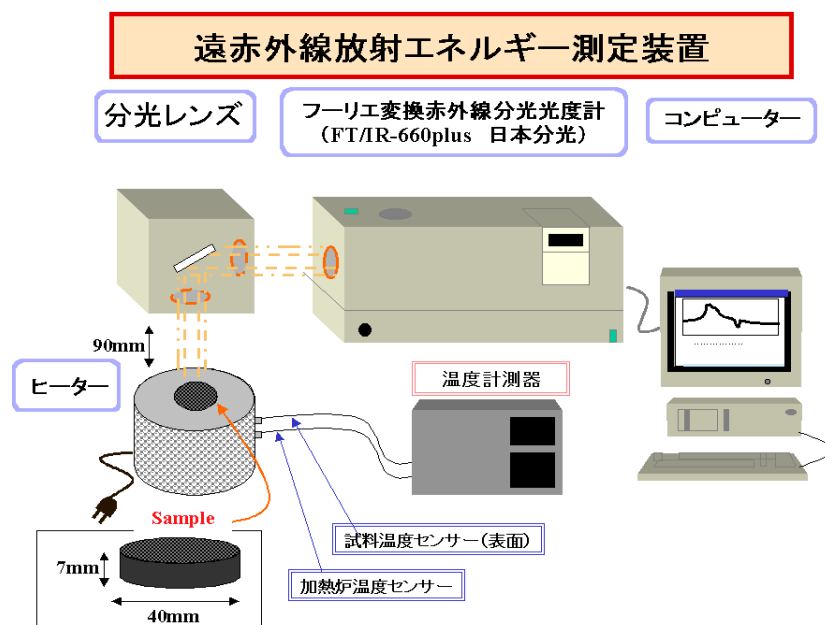 遠赤外線放射エネルギー測定装置
分光レンズ
フーリエ変換赤外線分光光度計
（FT/IR-660plus 日本分光）
コンピューター
90mm
ヒーター
温度計測器
Sample
試料温度センサー（表面）
7mm
加熱炉温度センサー
40mm